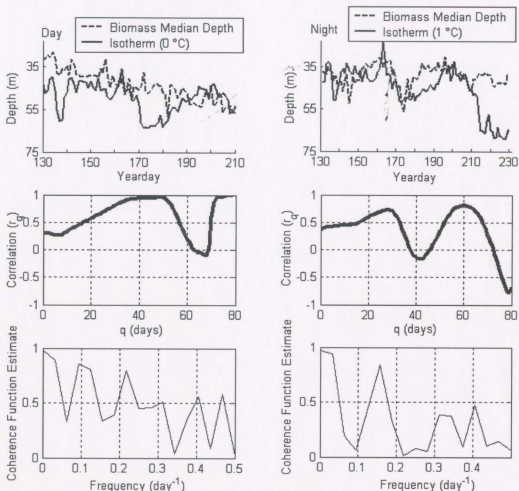 Day
Biomass Median Depth
Isotherm (0 °C)
35
55
75
Depth (m)
130 150 170 190 210
Yearday
Night
Biomass Median Depth
Isotherm (1 °C)
35
55
75
Depth (m)
130 150 170 190 210 230
Yearday
1
0.5
0
-0.5
-1
Correlation (r_q)
0 20 40 60 80
q (days)
1
0.5
0
-0.5
-1
Correlation (r_q)
0 20 40 60 80
q (days)
1
0.5
0
Coherence Function Estimate
0 0.1 0.2 0.3 0.4 0.5
Frequency (day⁻¹)
1
0.5
0
Coherence Function Estimate
0 0.1 0.2 0.3 0.4
Frequency (day⁻¹)